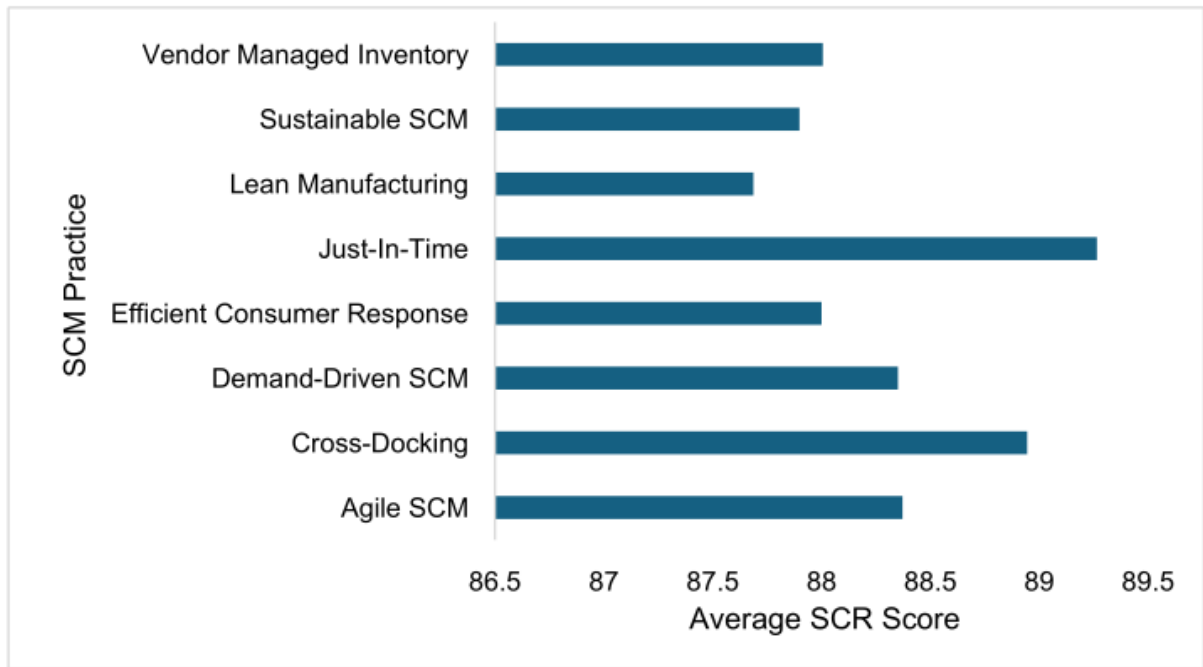 Vendor Managed Inventory
Sustainable SCM
Lean Manufacturing
Just-In-Time
Efficient Consumer Response
Demand-Driven SCM
Cross-Docking
Agile SCM
SCM Practice
86.5 87 87.5 88 88.5 89 89.5
Average SCR Score